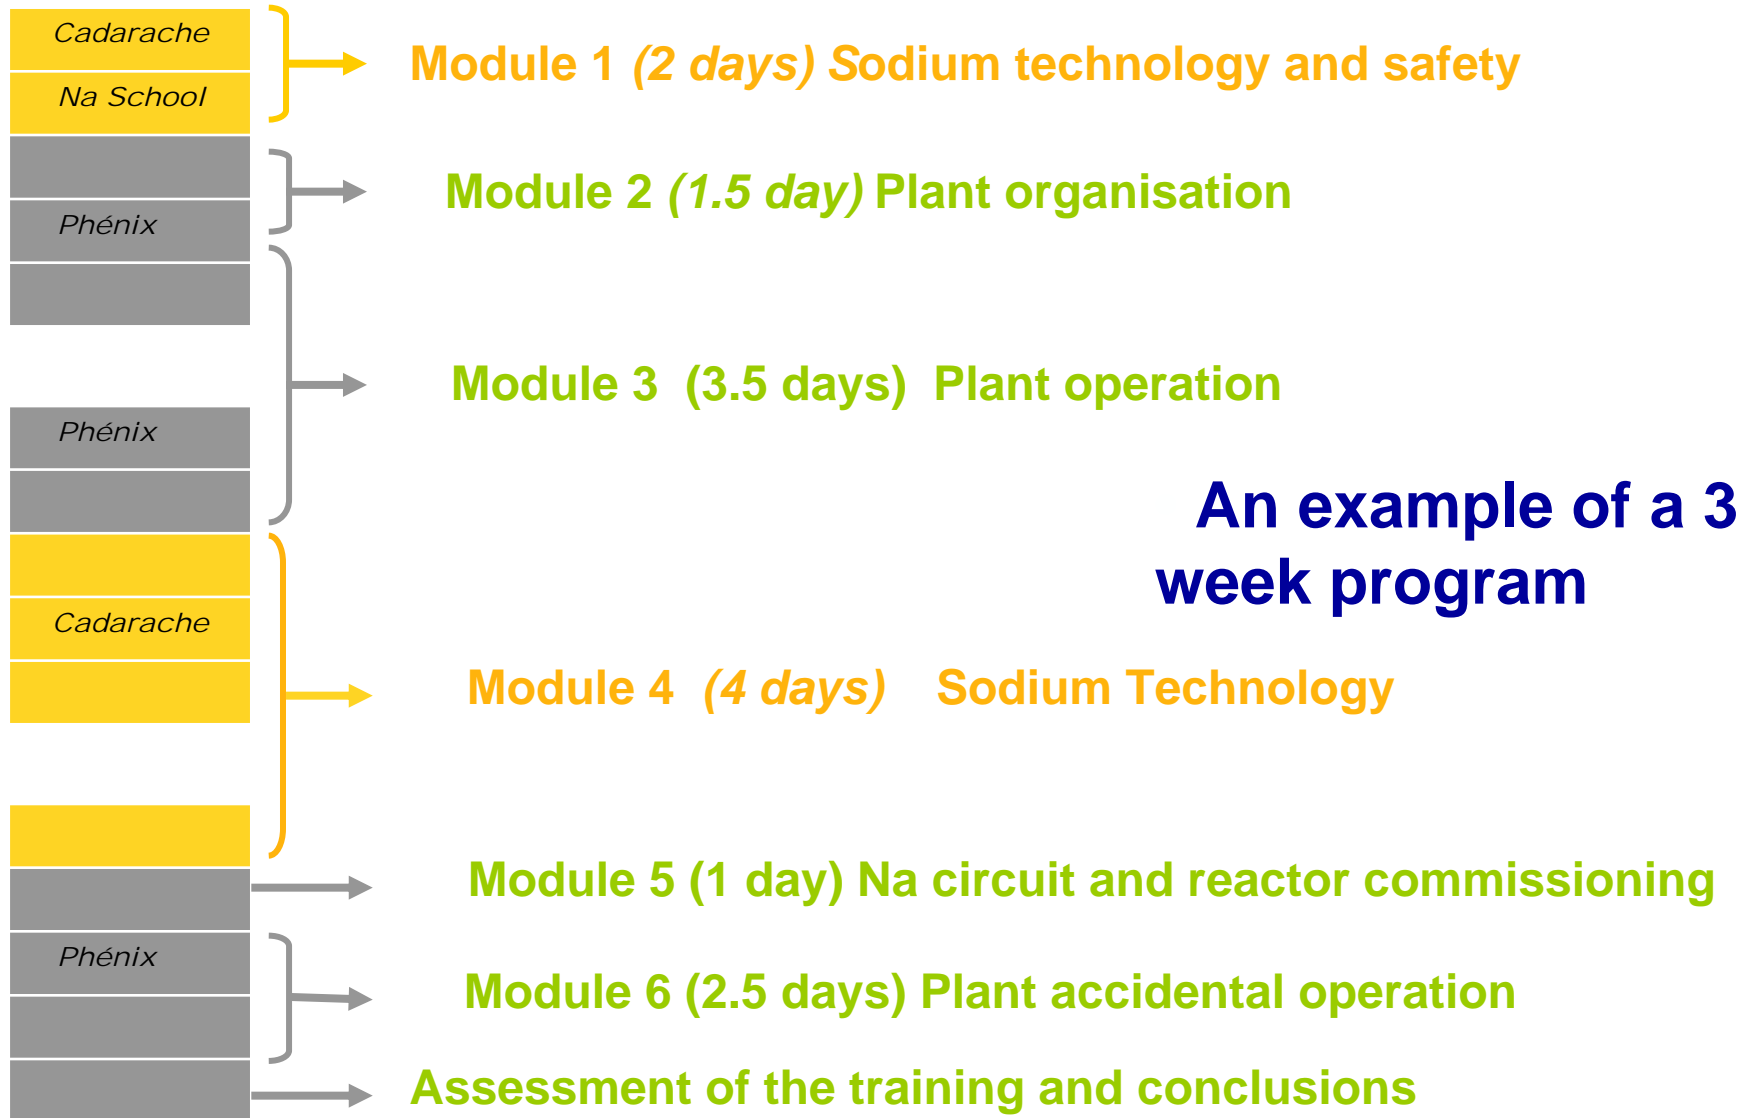 Cadarache
Module 1 (2 days) Sodium technology and safety
Na School
Module 2 (1.5 day) Plant organisation
Phénix
Module 3 (3.5 days) Plant operation
Phénix
An example of a 3
week program
Cadarache
Module 4 (4 days) Sodium Technology
Module 5 (1 day) Na circuit and reactor commissioning
Phénix
Module 6 (2.5 days) Plant accidental operation
Assessment of the training and conclusions